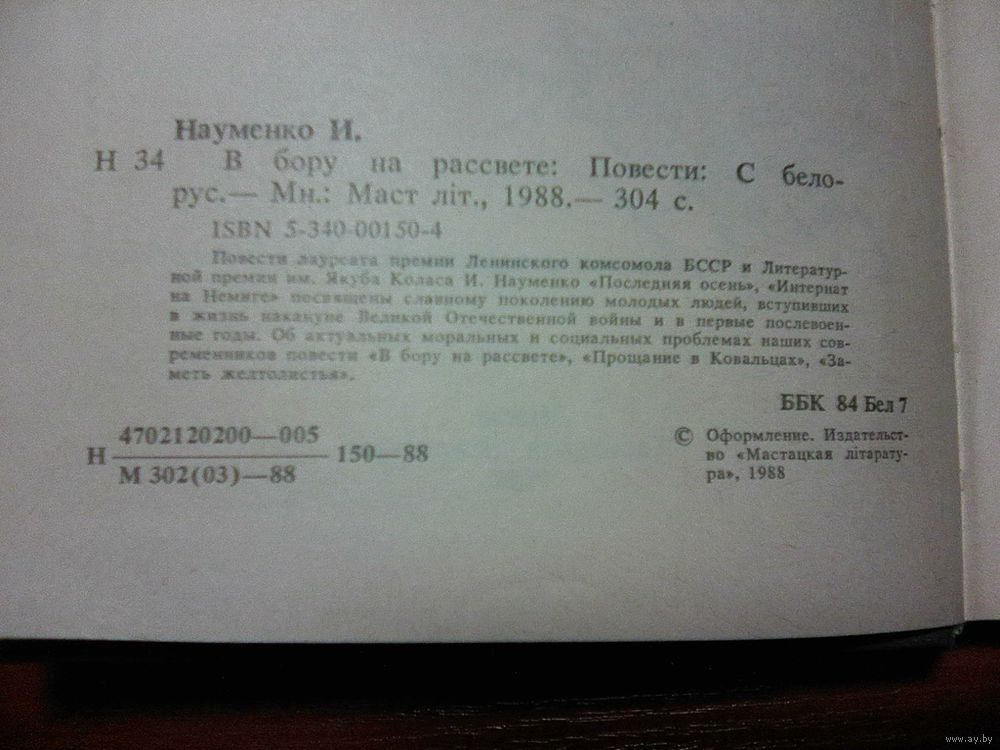 Науменко И.
Н 34 В бору на рассвете: Повести: С бело-
рус.— Мн.: Маст літ., 1988.— 304 с.
ISBN 5-340-00150-4
Повести лауреата премии Ленинского комсомола БССР и Литератур-
ной премии им. Якуба Коласа И. Науменко «Последняя осень», «Интернат
на Немиге» посвящены славному поколению молодых людей, вступивших
в жизнь накануне Великой Отечественной войны и в первые послевоен-
ные годы. Об актуальных моральных и социальных проблемах наших сов-
ременников повести «В бору на рассвете», «Прощание в Ковальцах», «За-
меть желтолистья».
ББК 84 Бел 7
Н 4702120200—005
М 302(03)—88
150—88
© Оформление. Издательст-
во «Мастацкая літарату-
ра», 1988
www.ay.by